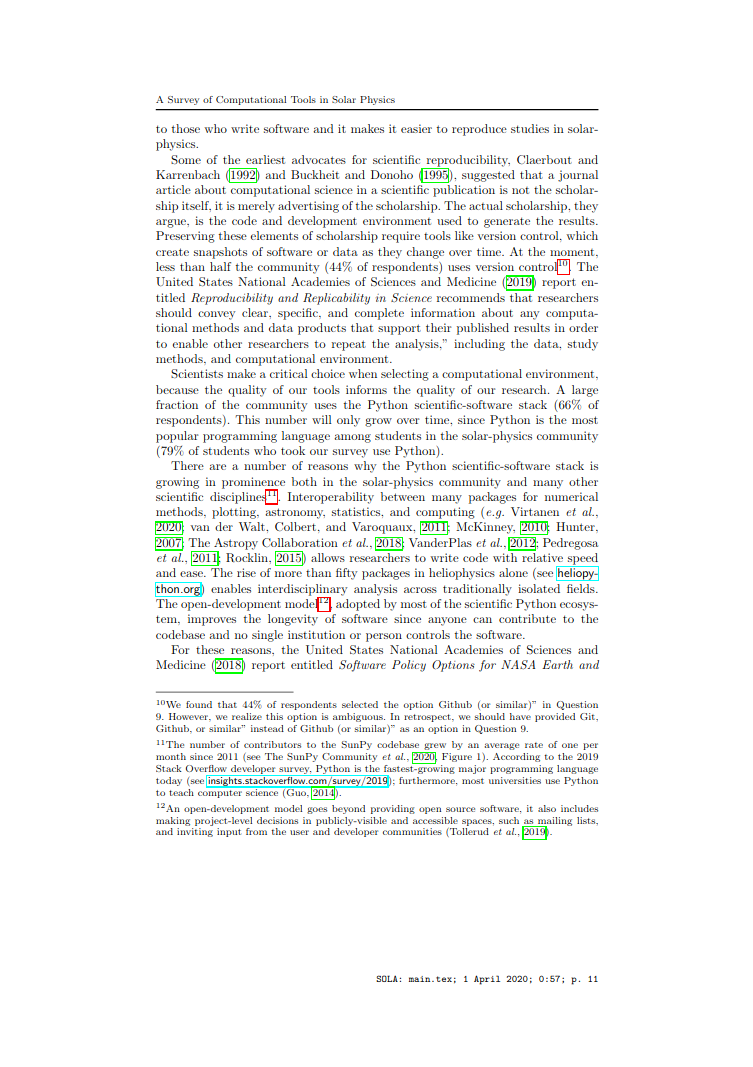 A Survey of Computational Tools in Solar Physics
to those who write software and it makes it easier to reproduce studies in solar-
physics.
Some of the earliest advocates for scientific reproducibility, Claerbout and
Karrenbach (1992) and Buckheit and Donoho (1995), suggested that a journal
article about computational science in a scientific publication is not the scholar-
ship itself, it is merely advertising of the scholarship. The actual scholarship, they
argue, is the code and development environment used to generate the results.
Preserving these elements of scholarship require tools like version control, which
create snapshots of software or data as they change over time. At the moment,
less than half the community (44% of respondents) uses version control10. The
United States National Academies of Sciences and Medicine (2019) report en-
titled Reproducibility and Replicability in Science recommends that researchers
should convey clear, specific, and complete information about any computa-
tional methods and data products that support their published results in order
to enable other researchers to repeat the analysis,” including the data, study
methods, and computational environment.
Scientists make a critical choice when selecting a computational environment,
because the quality of our tools informs the quality of our research. A large
fraction of the community uses the Python scientific-software stack (66% of
respondents). This number will only grow over time, since Python is the most
popular programming language among students in the solar-physics community
(79% of students who took our survey use Python).
There are a number of reasons why the Python scientific-software stack is
growing in prominence both in the solar-physics community and many other
scientific disciplines11. Interoperability between many packages for numerical
methods, plotting, astronomy, statistics, and computing (e.g. Virtanen et al.,
2020; van der Walt, Colbert, and Varoquaux, 2011; McKinney, 2010; Hunter,
2007; The Astropy Collaboration et al., 2018; VanderPlas et al., 2012; Pedregosa
et al., 2011; Rocklin, 2015) allows researchers to write code with relative speed
and ease. The rise of more than fifty packages in heliophysics alone (see heliopy-
thon.org) enables interdisciplinary analysis across traditionally isolated fields.
The open-development model12, adopted by most of the scientific Python ecosys-
tem, improves the longevity of software since anyone can contribute to the
codebase and no single institution or person controls the software.
For these reasons, the United States National Academies of Sciences and
Medicine (2018) report entitled Software Policy Options for NASA Earth and
10We found that 44% of respondents selected the option Github (or similar)” in Question
9. However, we realize this option is ambiguous. In retrospect, we should have provided Git,
Github, or similar” instead of Github (or similar)” as an option in Question 9.
11The number of contributors to the SunPy codebase grew by an average rate of one per
month since 2011 (see The SunPy Community et al., 2020, Figure 1). According to the 2019
Stack Overflow developer survey, Python is the fastest-growing major programming language
today (see insights.stackoverflow.com/survey/2019); furthermore, most universities use Python
to teach computer science (Guo, 2014).
12An open-development model goes beyond providing open source software, it also includes
making project-level decisions in publicly-visible and accessible spaces, such as mailing lists,
and inviting input from the user and developer communities (Tollerud et al., 2019).
SOLA: main.tex; 1 April 2020; 0:57; p. 11